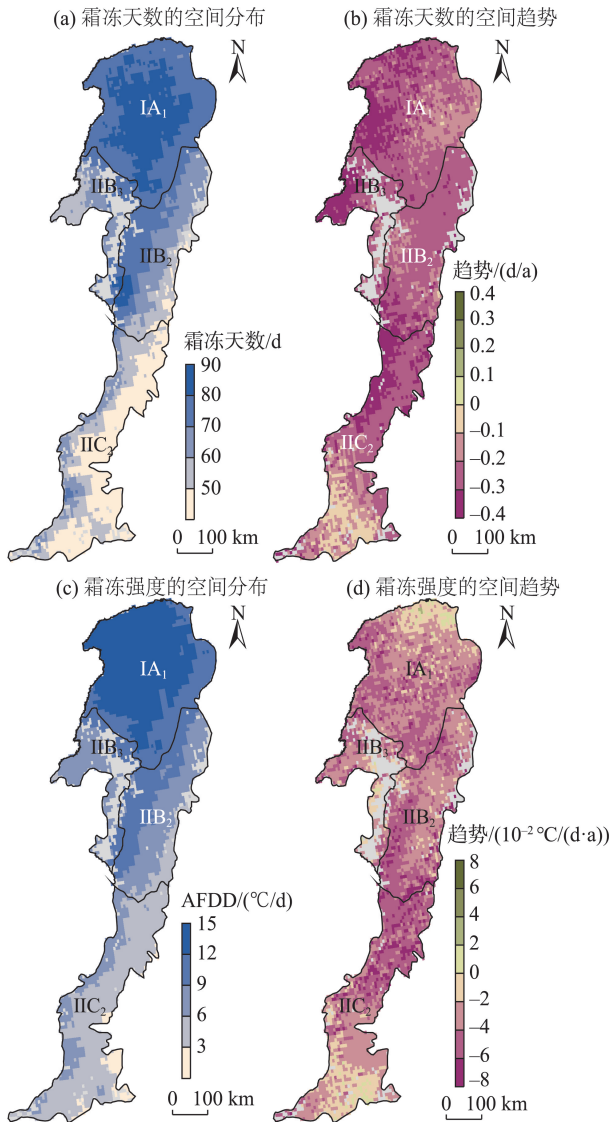 (a) 霜冻天数的空间分布
N
IA₁
IIB₃
IIB₂
IIC₂
霜冻天数/d
90
80
70
60
50
0 100 km
(b) 霜冻天数的空间趋势
N
IA₁
IIB₃
IIB₂
IIC₂
趋势/(d/a)
0.4
0.3
0.2
0.1
0
–0.1
–0.2
–0.3
–0.4
0 100 km
(c) 霜冻强度的空间分布
N
IA₁
IIB₃
IIB₂
IIC₂
AFDD/(℃/d)
15
12
9
6
3
0 100 km
(d) 霜冻强度的空间趋势
N
IA₁
IIB₃
IIB₂
IIC₂
趋势/(10⁻² ℃/(d·a))
8
6
4
2
0
–2
–4
–6
–8
0 100 km